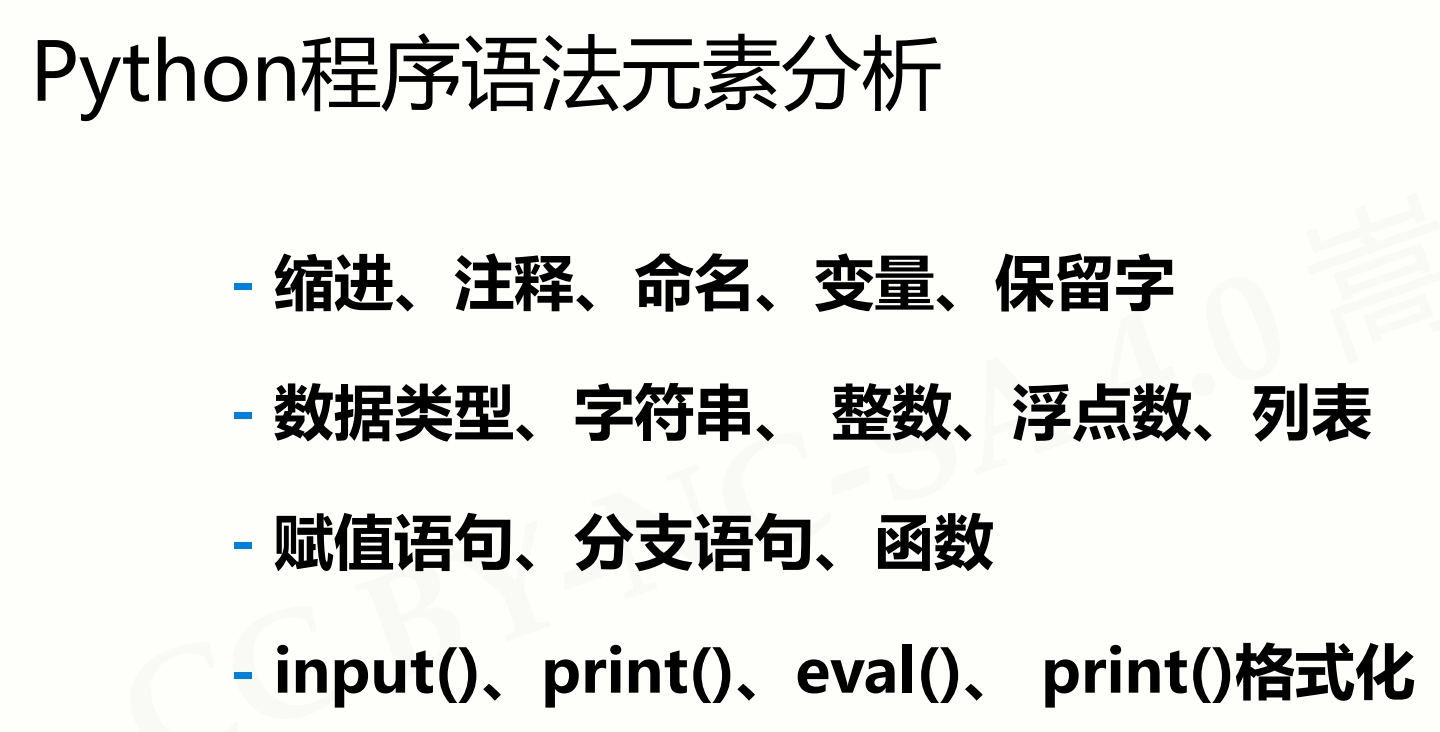 Python程序语法元素分析
- 缩进、注释、命名、变量、保留字
- 数据类型、字符串、 整数、浮点数、列表
- 赋值语句、分支语句、函数
- input()、print()、eval()、 print()格式化
CC BY-NC-SA 4.0 嵩